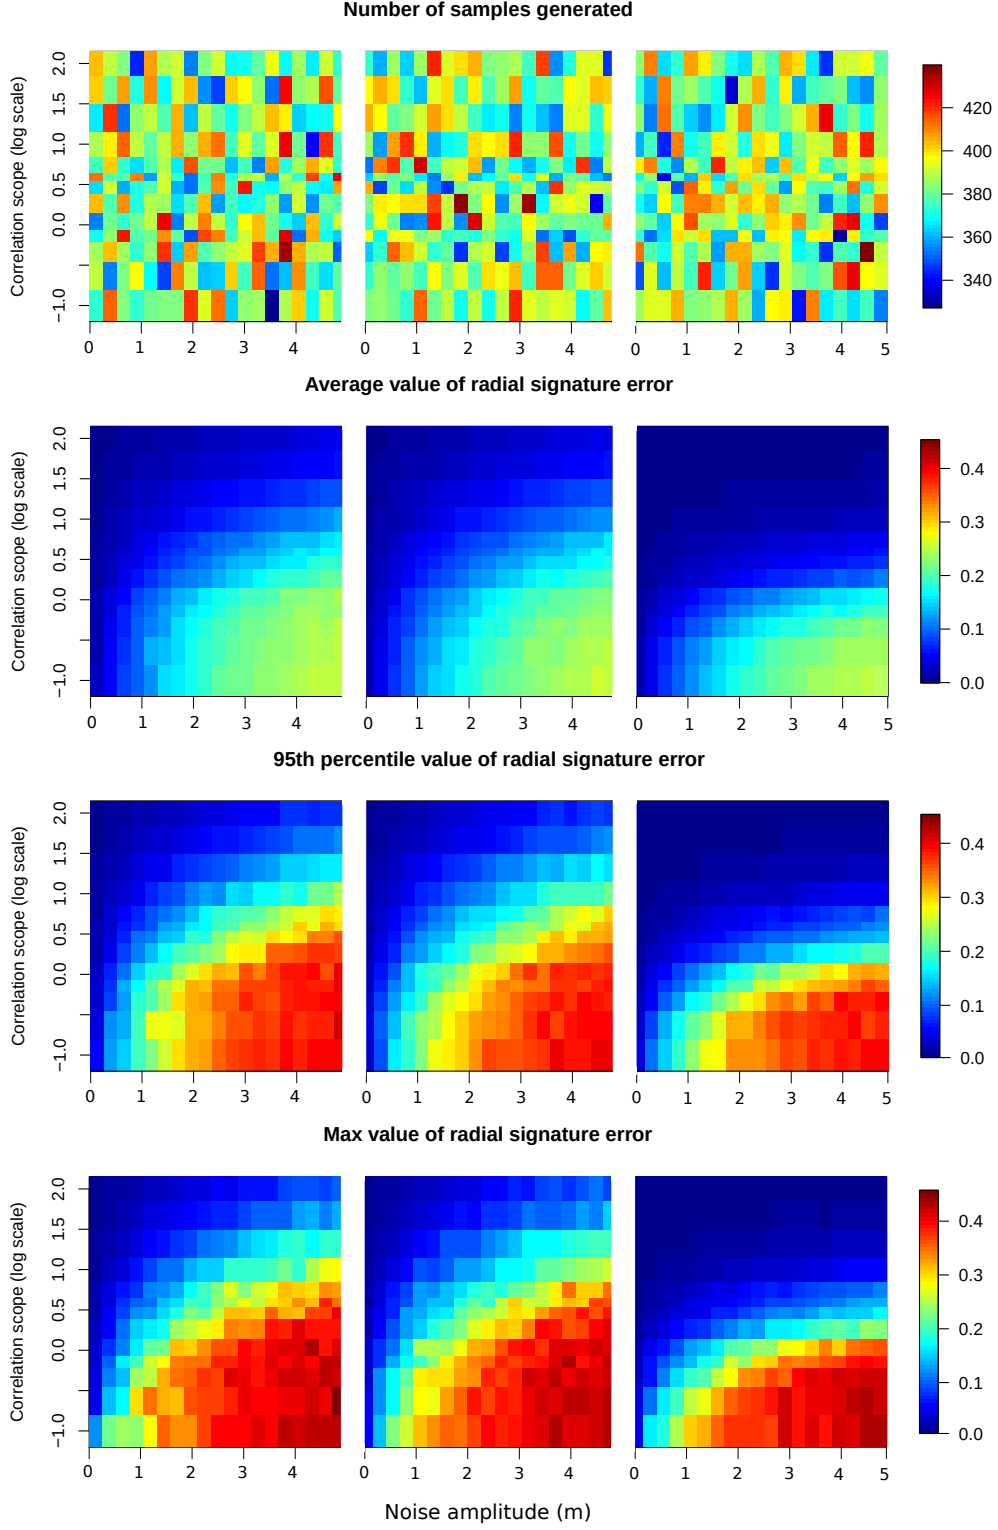 Number of samples generated
Correlation scope (log scale)
2.0
1.5
1.0
0.5
0.0
−1.0
0 1 2 3 4
0 1 2 3 4
0 1 2 3 4 5
420
400
380
360
340
Average value of radial signature error
Correlation scope (log scale)
2.0
1.5
1.0
0.5
0.0
−1.0
0 1 2 3 4
0 1 2 3 4
0 1 2 3 4 5
0.4
0.3
0.2
0.1
0.0
95th percentile value of radial signature error
Correlation scope (log scale)
2.0
1.5
1.0
0.5
0.0
−1.0
0 1 2 3 4
0 1 2 3 4
0 1 2 3 4 5
0.4
0.3
0.2
0.1
0.0
Max value of radial signature error
Correlation scope (log scale)
2.0
1.5
1.0
0.5
0.0
−1.0
0 1 2 3 4
0 1 2 3 4
0 1 2 3 4 5
0.4
0.3
0.2
0.1
0.0
Noise amplitude (m)